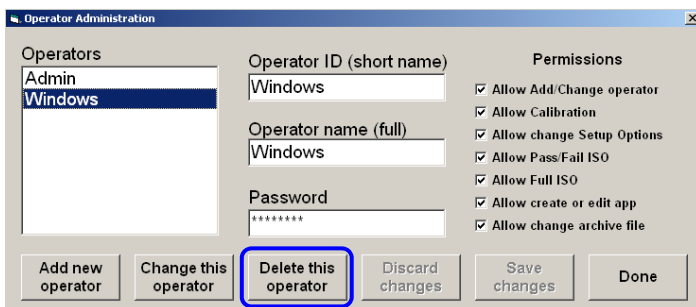 Operator Administration
Operators
Admin
Windows
Operator ID (short name)
Windows
Operator name (full)
Windows
Password
********
Permissions
Allow Add/Change operator
Allow Calibration
Allow change Setup Options
Allow Pass/Fail ISO
Allow Full ISO
Allow create or edit app
Allow change archive file
Add new
operator
Change this
operator
Delete this
operator
Discard
changes
Save
changes
Done